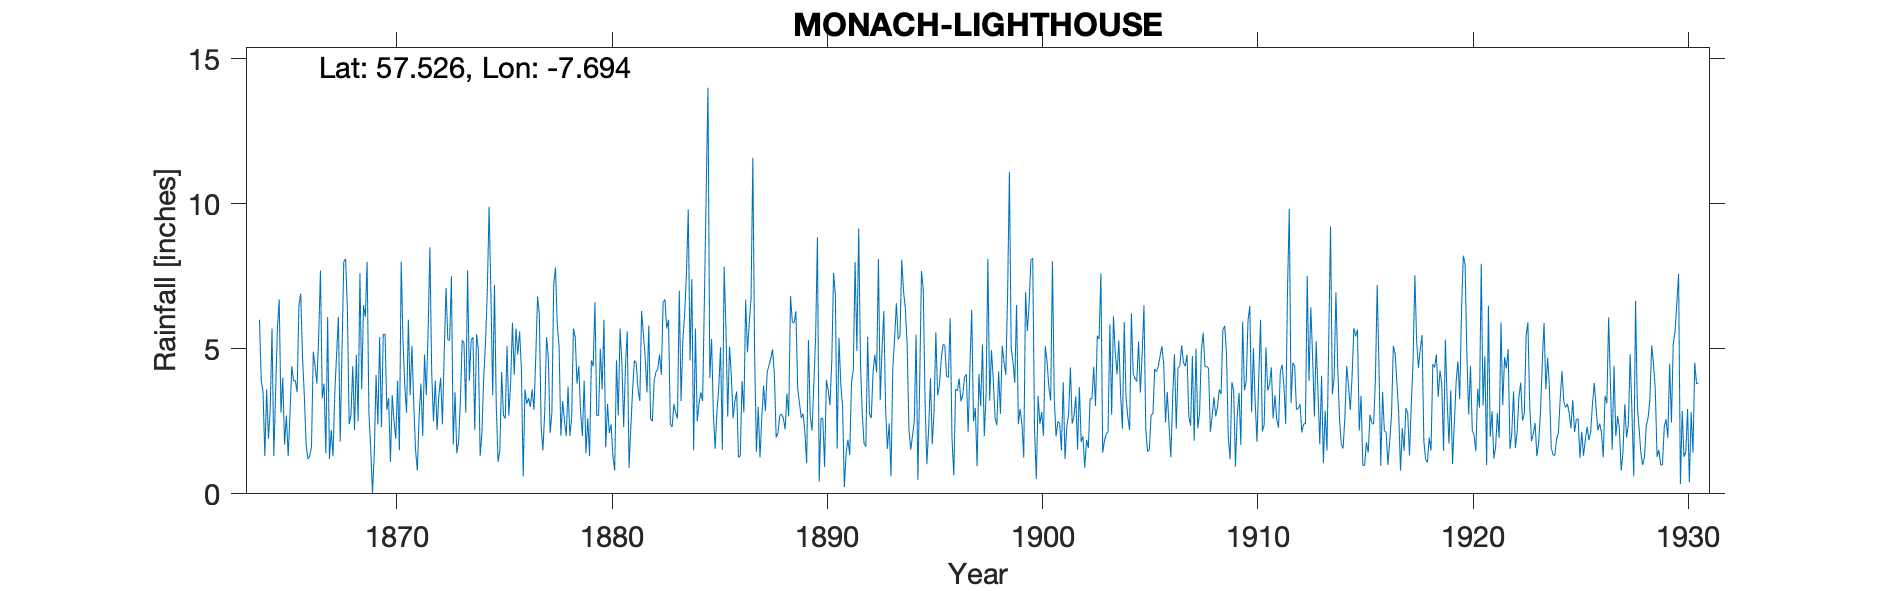 MONACH-LIGHTHOUSE
Lat: 57.526, Lon: -7.694
15
10
5
0
Rainfall [inches]
1870 1880 1890 1900 1910 1920 1930
Year